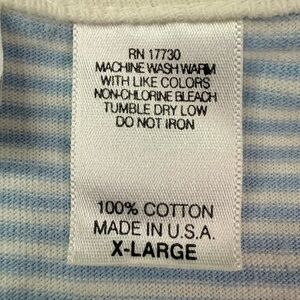 RN 17730
MACHINE WASH WARM
WITH LIKE COLORS
NON-CHLORINE BLEACH
TUMBLE DRY LOW
DO NOT IRON
100% COTTON
MADE IN U.S.A.
X-LARGE